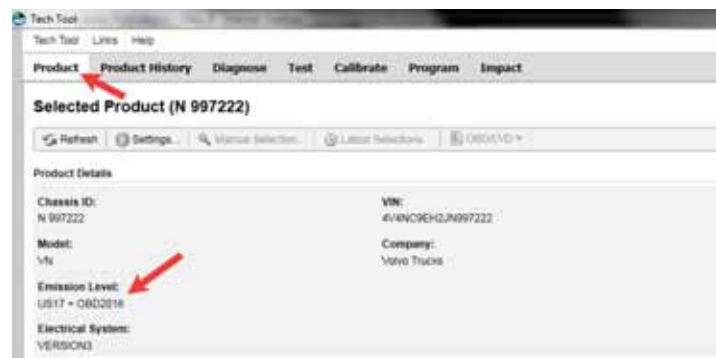 Tech Tool
Tech Tool Links Help
Product Product History Diagnose Test Calibrate Program Impact
Selected Product (N 997222)
Refresh Settings... Manual Selection... Latest Selections OBD/LVD
Product Details
Chassis ID: VIN:
N 997222 4V4NC9EH2JN997222
Model: Company:
VN Volvo Trucks
Emission Level:
US17 + OBD2016
Electrical System:
VERSION3